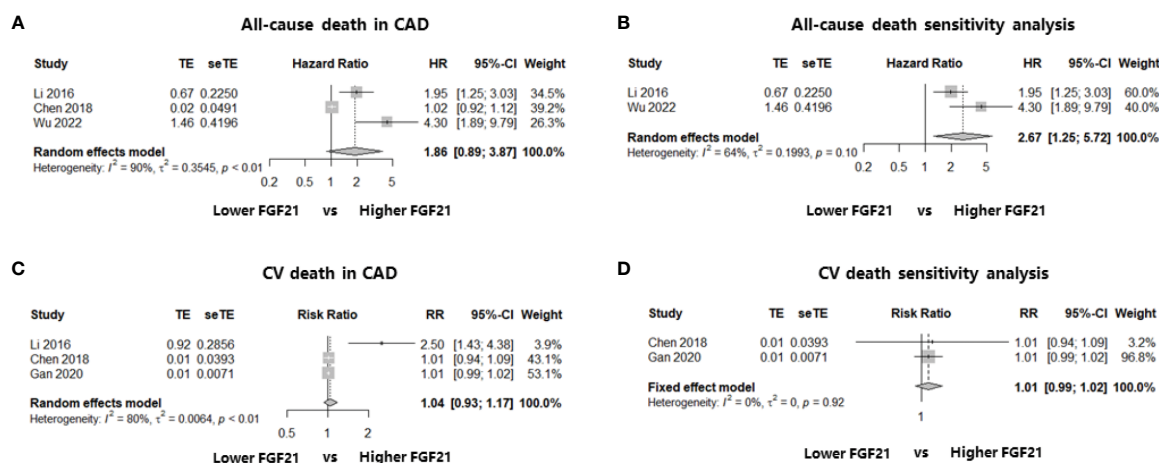 A
All-cause death in CAD
Study TE seTE Hazard Ratio HR 95%-CI Weight
Li 2016 0.67 0.2250 1.95 [1.25; 3.03] 34.5%
Chen 2018 0.02 0.0491 1.02 [0.92; 1.12] 39.2%
Wu 2022 1.46 0.4196 4.30 [1.89; 9.79] 26.3%
Random effects model 1.86 [0.89; 3.87] 100.0%
Heterogeneity: I² = 90%, τ² = 0.3545, p < 0.01
0.2 0.5 1 2 5
Lower FGF21 vs Higher FGF21
B
All-cause death sensitivity analysis
Study TE seTE Hazard Ratio HR 95%-CI Weight
Li 2016 0.67 0.2250 1.95 [1.25; 3.03] 60.0%
Wu 2022 1.46 0.4196 4.30 [1.89; 9.79] 40.0%
Random effects model 2.67 [1.25; 5.72] 100.0%
Heterogeneity: I² = 64%, τ² = 0.1993, p = 0.10
0.2 0.5 1 2 5
Lower FGF21 vs Higher FGF21
C
CV death in CAD
Study TE seTE Risk Ratio RR 95%-CI Weight
Li 2016 0.92 0.2856 2.50 [1.43; 4.38] 3.9%
Chen 2018 0.01 0.0393 1.01 [0.94; 1.09] 43.1%
Gan 2020 0.01 0.0071 1.01 [0.99; 1.02] 53.1%
Random effects model 1.04 [0.93; 1.17] 100.0%
Heterogeneity: I² = 80%, τ² = 0.0064, p < 0.01
0.5 1 2
Lower FGF21 vs Higher FGF21
D
CV death sensitivity analysis
Study TE seTE Risk Ratio RR 95%-CI Weight
Chen 2018 0.01 0.0393 1.01 [0.94; 1.09] 3.2%
Gan 2020 0.01 0.0071 1.01 [0.99; 1.02] 96.8%
Fixed effect model 1.01 [0.99; 1.02] 100.0%
Heterogeneity: I² = 0%, τ² = 0, p = 0.92
1
Lower FGF21 vs Higher FGF21